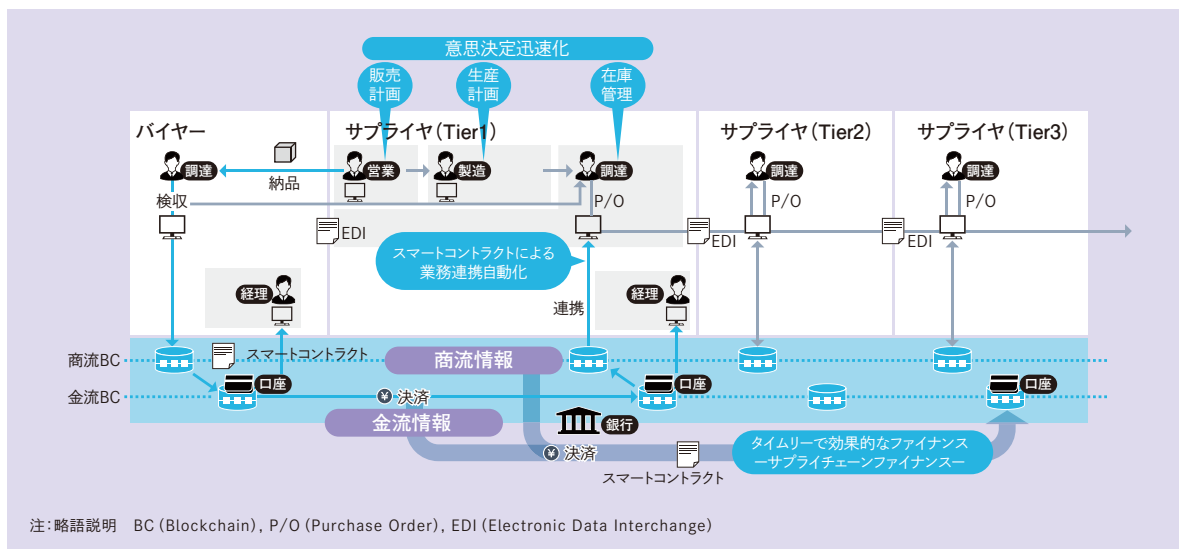 意思決定迅速化
販売
計画
生産
計画
在庫
管理
バイヤー
サプライヤ（Tier1）
サプライヤ（Tier2）
サプライヤ（Tier3）
調達
納品
営業
製造
調達
調達
調達
検収
P/O
P/O
P/O
EDI
EDI
EDI
スマートコントラクトによる
業務連携自動化
経理
連携
経理
商流BC
スマートコントラクト
商流情報
金流BC
口座
¥ 決済
口座
口座
金流情報
銀行
¥ 決済
スマートコントラクト
タイムリーで効果的なファイナンス
ーサプライチェーンファイナンスー
注：略語説明　BC（Blockchain）, P/O（Purchase Order）, EDI（Electronic Data Interchange）